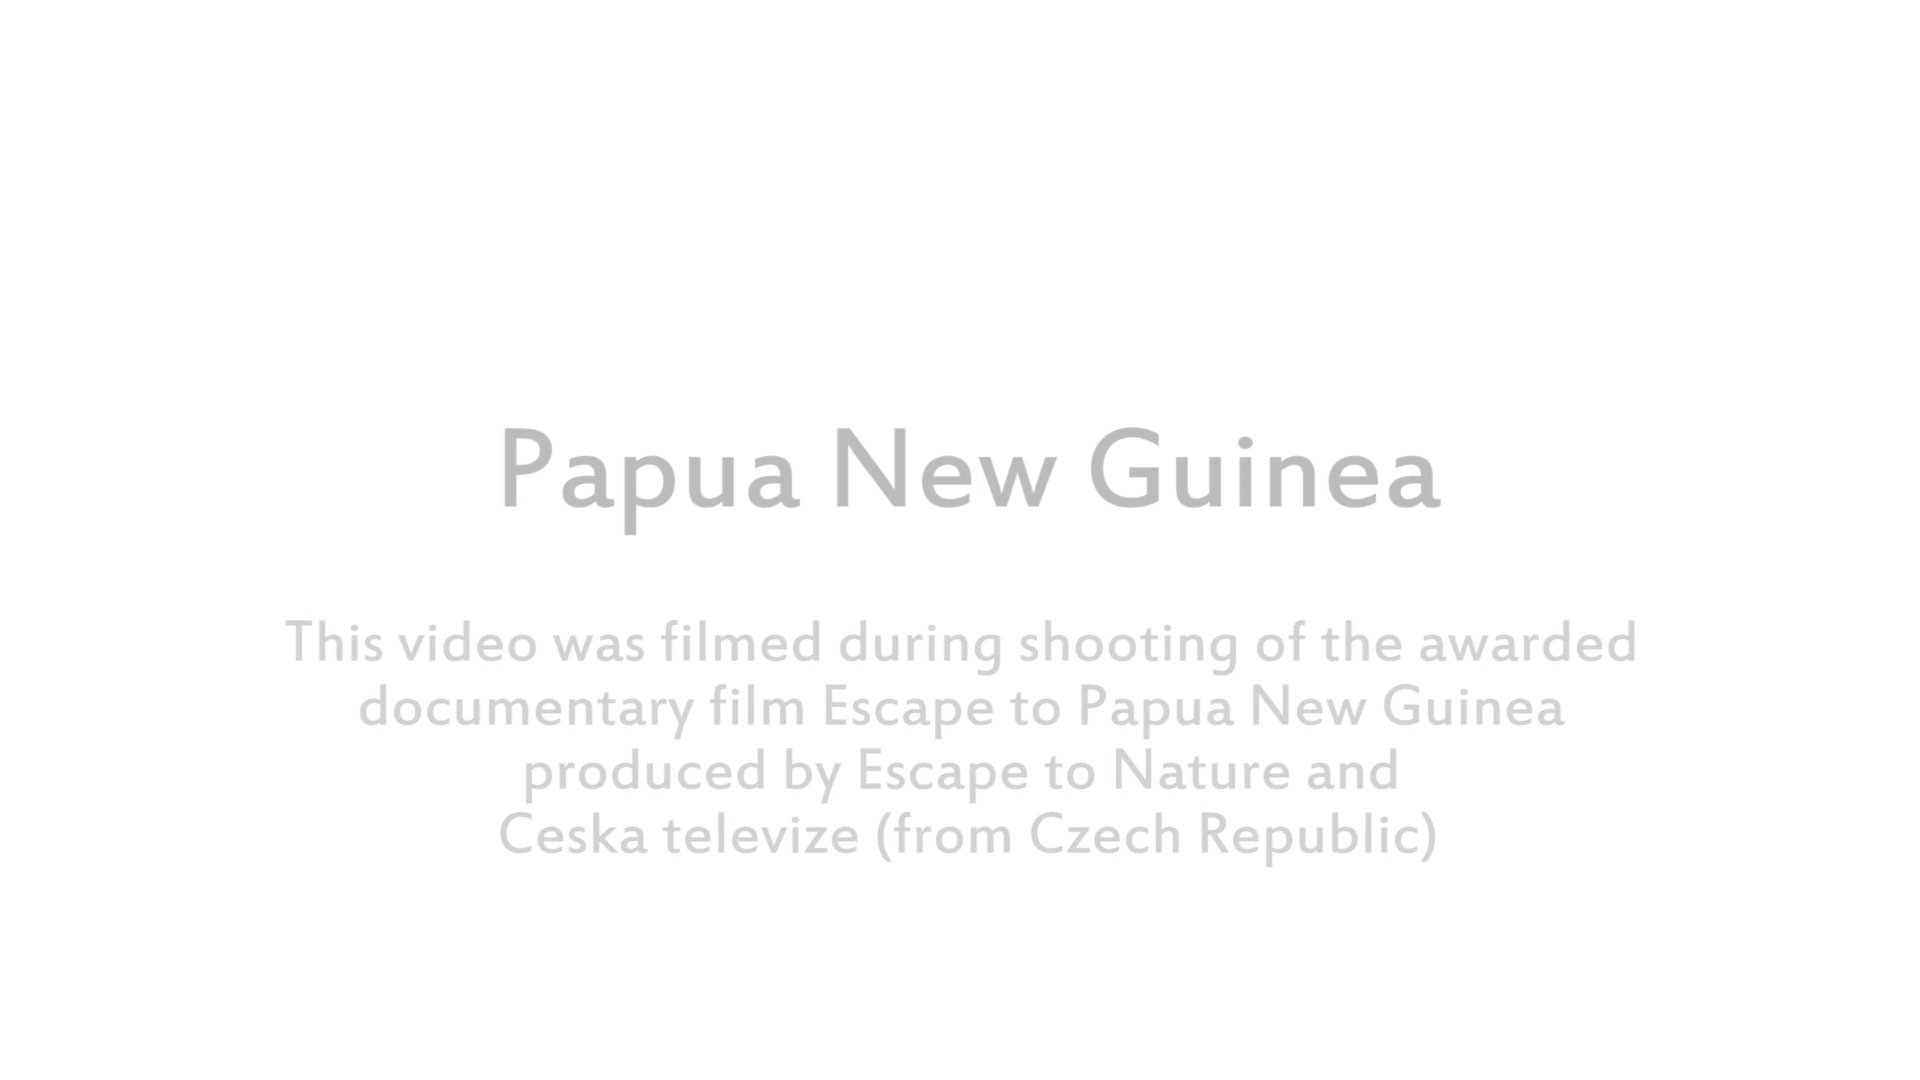 Papua New Guinea
This video was filmed during shooting of the awarded
documentary film Escape to Papua New Guinea
produced by Escape to Nature and
Ceska televize (from Czech Republic)